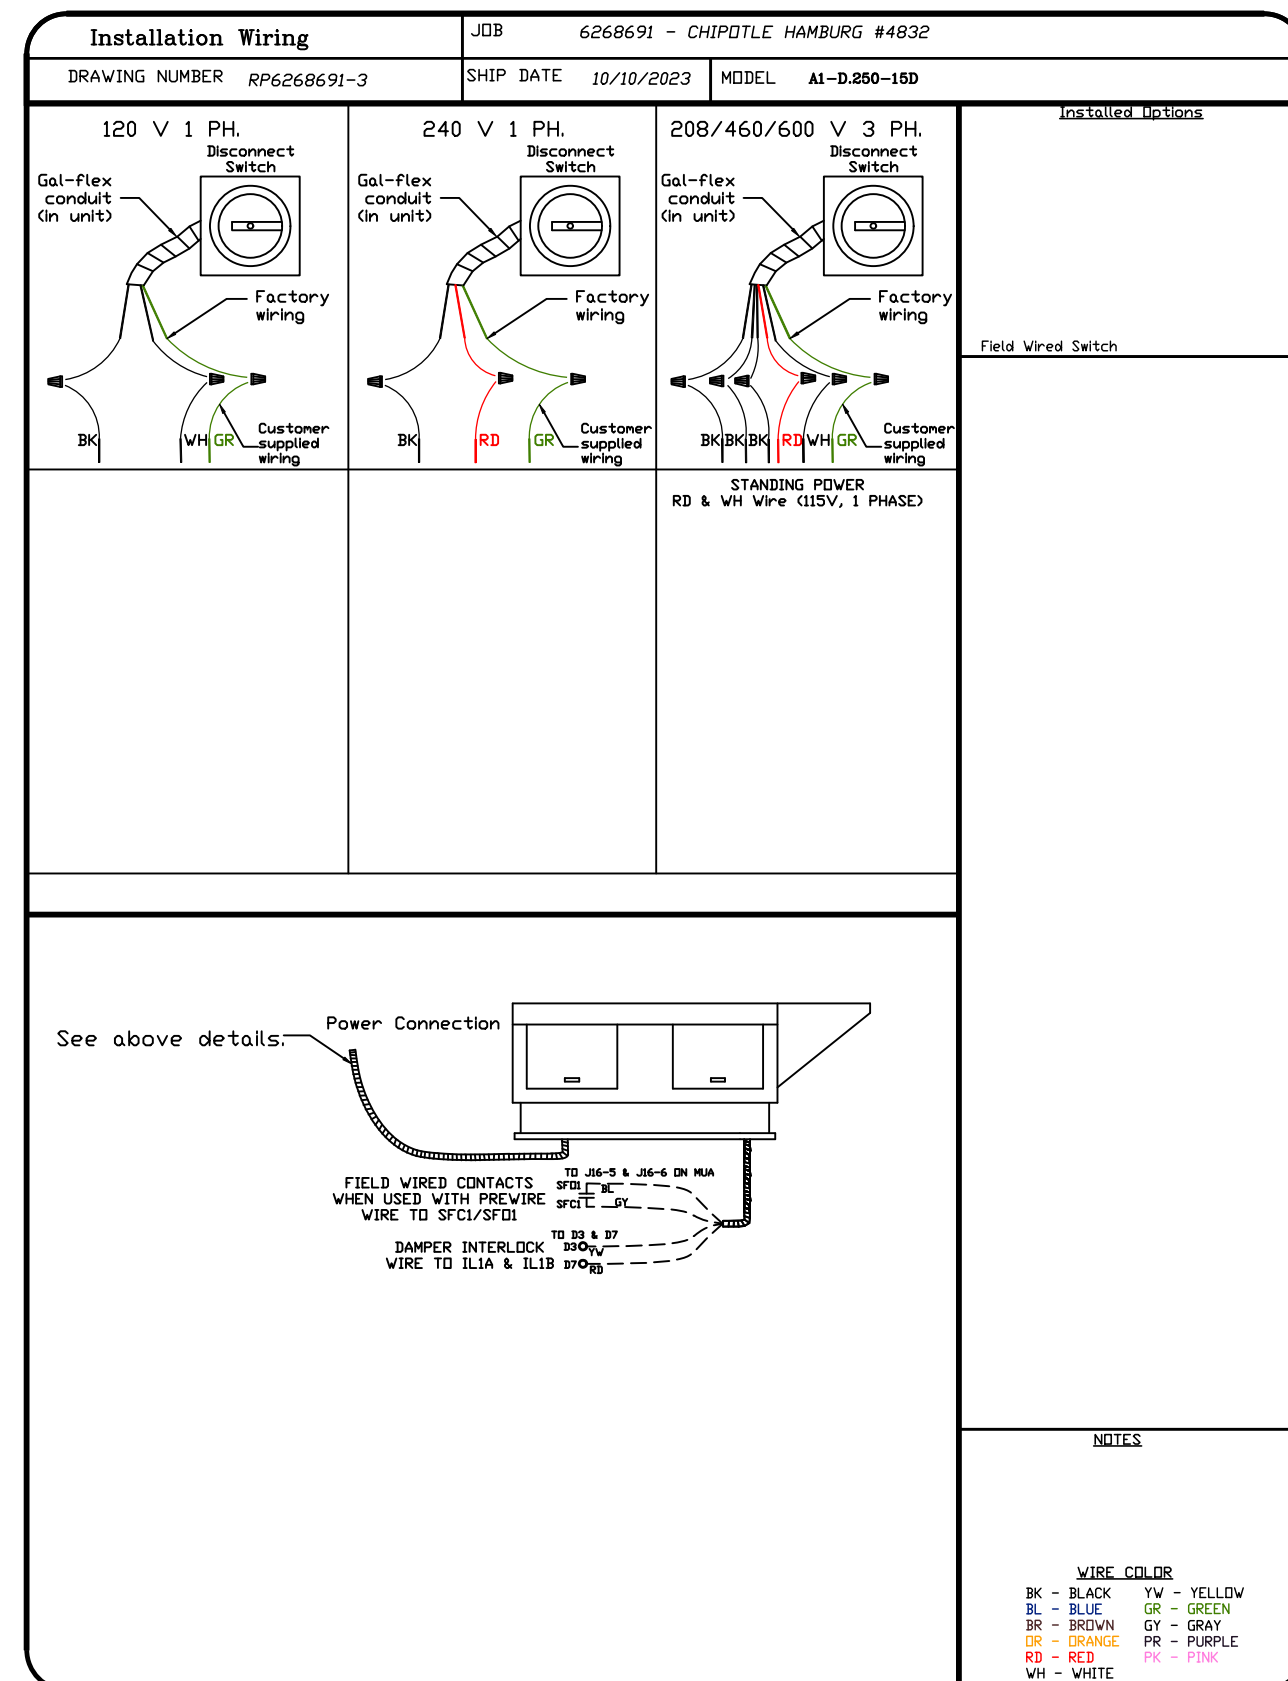 Installation Wiring
JOB 6268691 - CHIPOTLE HAMBURG #4832
DRAWING NUMBER RP6268691-3
SHIP DATE 10/10/2023
MODEL A1-D.250-15D
120 V 1 PH.
Disconnect
Switch
Gal-flex
conduit
(in unit)
Factory
wiring
BK
WH
GR
Customer
supplied
wiring
240 V 1 PH.
Disconnect
Switch
Gal-flex
conduit
(in unit)
Factory
wiring
BK
RD
GR
Customer
supplied
wiring
208/460/600 V 3 PH.
Disconnect
Switch
Gal-flex
conduit
(in unit)
Factory
wiring
BK
BK
BK
RD
WH
GR
Customer
supplied
wiring
STANDING POWER
RD & WH Wire (115V, 1 PHASE)
Installed Options
Field Wired Switch
See above details.
Power Connection
FIELD WIRED CONTACTS
WHEN USED WITH PREWIRE
WIRE TO SFC1/SFO1
TO J16-5 & J16-6 ON MUA
SFO1
BL
SFC1
GY
DAMPER INTERLOCK
WIRE TO IL1A & IL1B
TO D3 & D7
D3
YW
D7
RD
NOTES
WIRE COLOR
BK - BLACK YW - YELLOW
BL - BLUE GR - GREEN
BR - BROWN GY - GRAY
OR - ORANGE PR - PURPLE
RD - RED PK - PINK
WH - WHITE